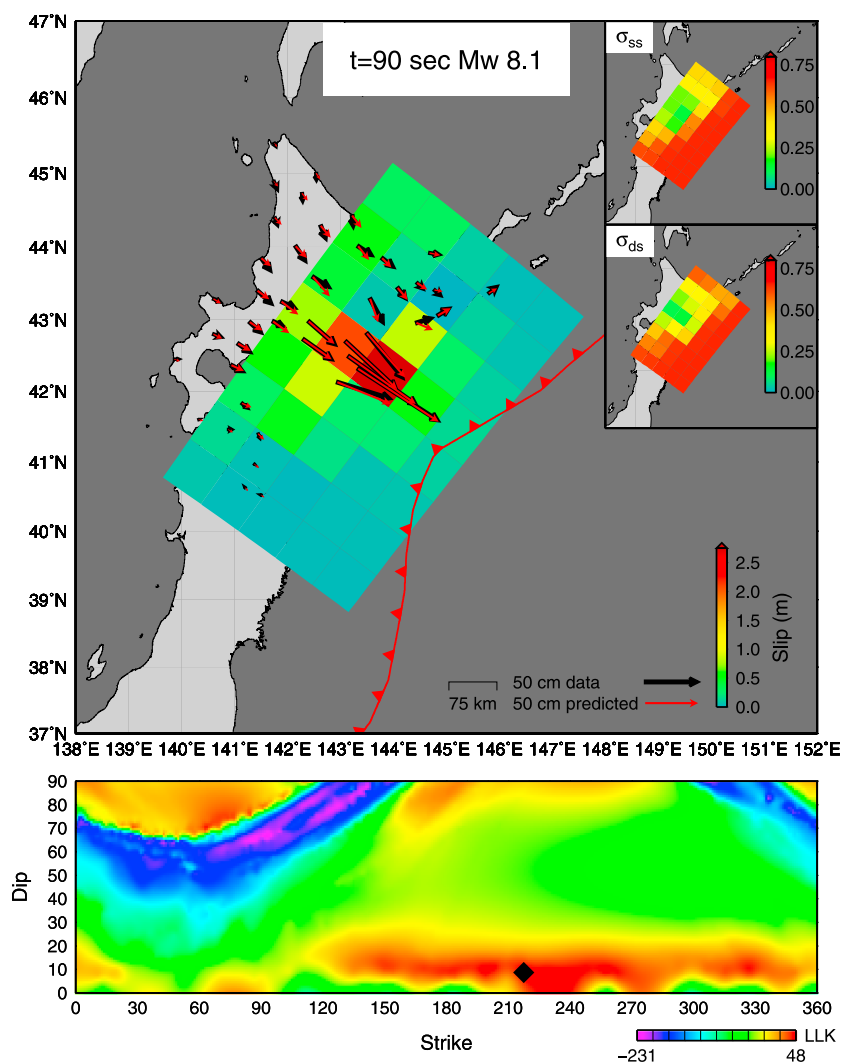 47°N
46°N
45°N
44°N
43°N
42°N
41°N
40°N
39°N
38°N
37°N
t=90 sec Mw 8.1
σss
0.75
0.50
0.25
0.00
σds
0.75
0.50
0.25
0.00
2.5
2.0
1.5
1.0
0.5
0.0
Slip (m)
50 cm data
75 km 50 cm predicted
138°E 139°E 140°E 141°E 142°E 143°E 144°E 145°E 146°E 147°E 148°E 149°E 150°E 151°E 152°E
90
80
70
60
50
40
30
20
10
0
Dip
0 30 60 90 120 150 180 210 240 270 300 330 360
Strike
LLK
−231 48